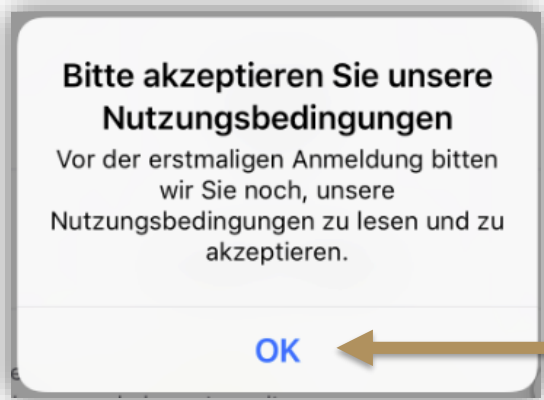 Bitte akzeptieren Sie unsere
Nutzungsbedingungen
Vor der erstmaligen Anmeldung bitten
wir Sie noch, unsere
Nutzungsbedingungen zu lesen und zu
akzeptieren.
OK